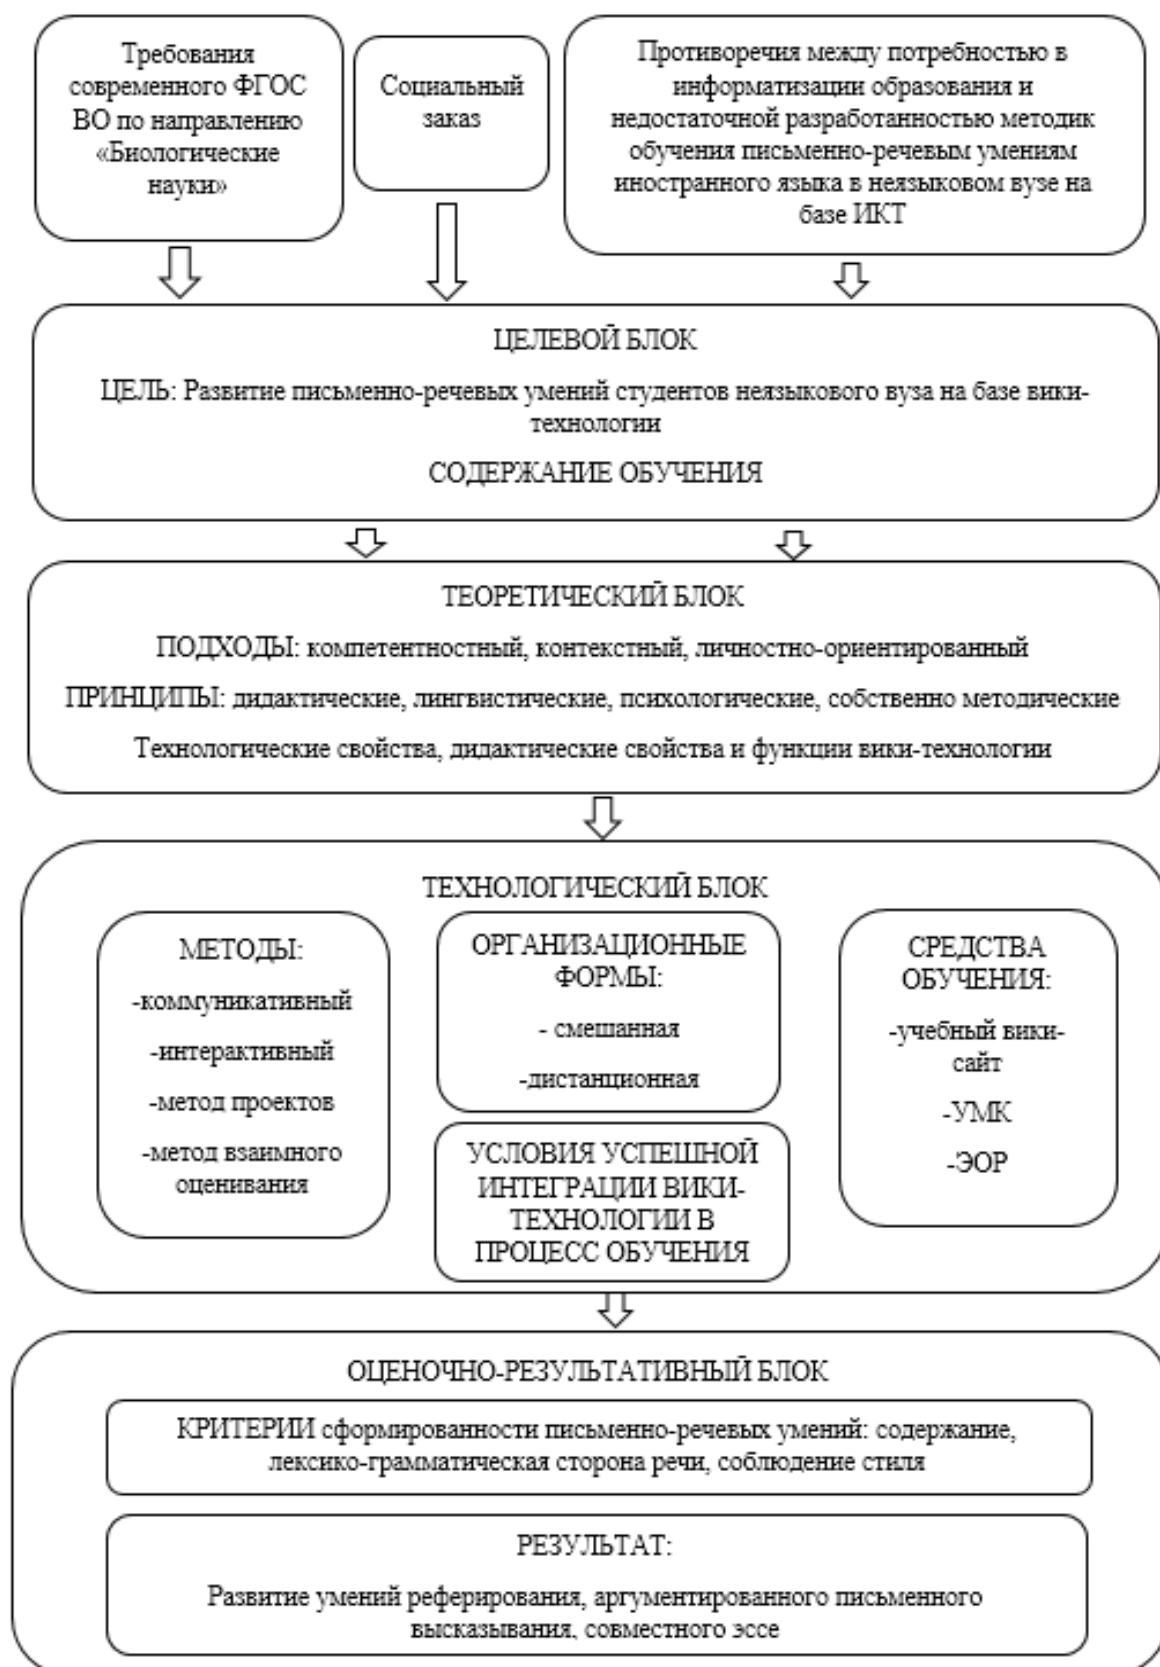 Требования
современного ФГОС
ВО по направлению
«Биологические
науки»
Социальный
заказ
Противоречия между потребностью в
информатизации образования и
недостаточной разработанностью методик
обучения письменно-речевым умениям
иностранного языка в неязыковом вузе на
базе ИКТ
ЦЕЛЕВОЙ БЛОК
ЦЕЛЬ: Развитие письменно-речевых умений студентов неязыкового вуза на базе вики-
технологии
СОДЕРЖАНИЕ ОБУЧЕНИЯ
ТЕОРЕТИЧЕСКИЙ БЛОК
ПОДХОДЫ: компетентностный, контекстный, личностно-ориентированный
ПРИНЦИПЫ: дидактические, лингвистические, психологические, собственно методические
Технологические свойства, дидактические свойства и функции вики-технологии
ТЕХНОЛОГИЧЕСКИЙ БЛОК
МЕТОДЫ:
-коммуникативный
-интерактивный
-метод проектов
-метод взаимного
оценивания
ОРГАНИЗАЦИОННЫЕ
ФОРМЫ:
- смешанная
-дистанционная
УСЛОВИЯ УСПЕШНОЙ
ИНТЕГРАЦИИ ВИКИ-
ТЕХНОЛОГИИ В
ПРОЦЕСС ОБУЧЕНИЯ
СРЕДСТВА
ОБУЧЕНИЯ:
-учебный вики-
сайт
-УМК
-ЭОР
ОЦЕНОЧНО-РЕЗУЛЬТАТИВНЫЙ БЛОК
КРИТЕРИИ сформированности письменно-речевых умений: содержание,
лексико-грамматическая сторона речи, соблюдение стиля
РЕЗУЛЬТАТ:
Развитие умений реферирования, аргументированного письменного
высказывания, совместного эссе